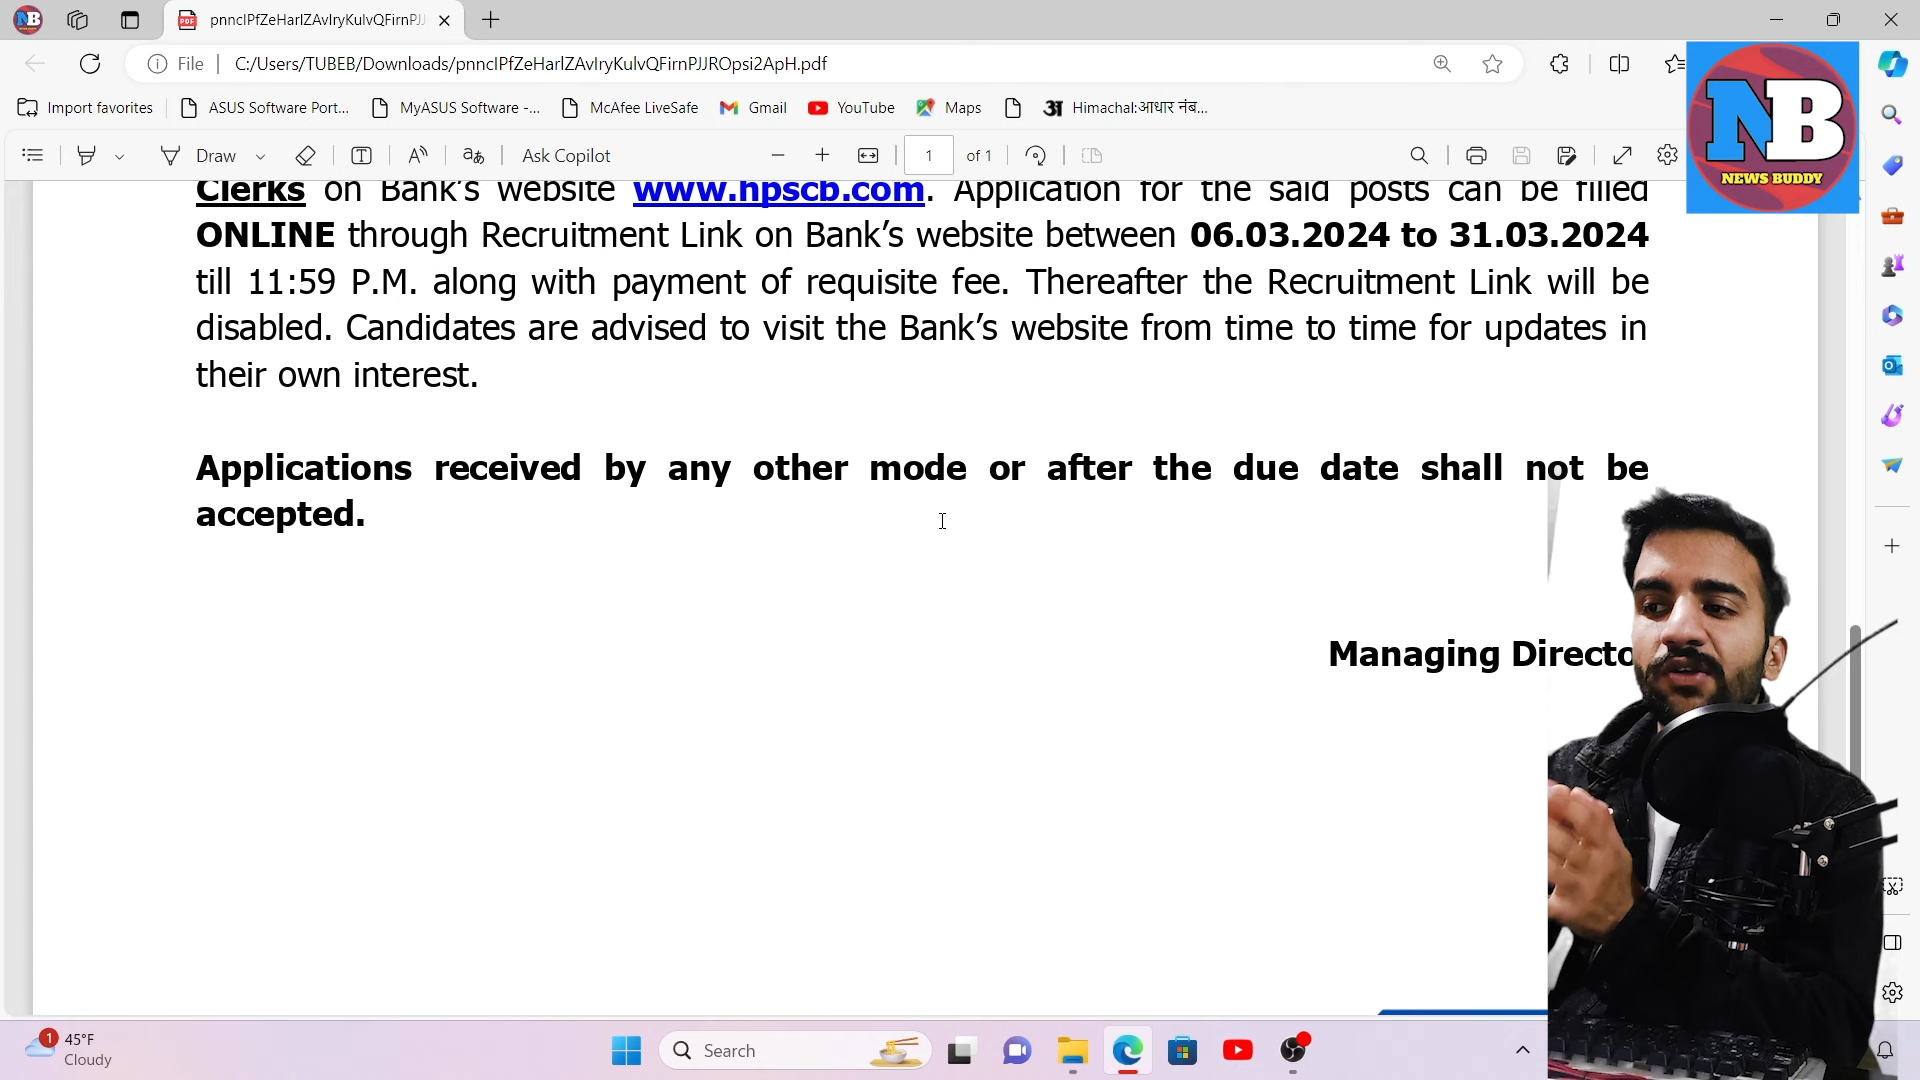 pnnclPfZeHarlZAvlryKulvQFirnPJJ
File
C:/Users/TUBEB/Downloads/pnnclPfZeHarlZAvlryKulvQFirnPJJROpsi2ApH.pdf
Import favorites
ASUS Software Port...
MyASUS Software -...
McAfee LiveSafe
Gmail
YouTube
Maps
Himachal:आधार नंब...
Draw
Ask Copilot
1
of 1
NB
NEWS BUDDY
Clerks on Bank's website www.hpscb.com. Application for the said posts can be filled
ONLINE through Recruitment Link on Bank's website between 06.03.2024 to 31.03.2024
till 11:59 P.M. along with payment of requisite fee. Thereafter the Recruitment Link will be
disabled. Candidates are advised to visit the Bank's website from time to time for updates in
their own interest.
Applications received by any other mode or after the due date shall not be
accepted.
Managing Directo
1
45°F
Cloudy
Search